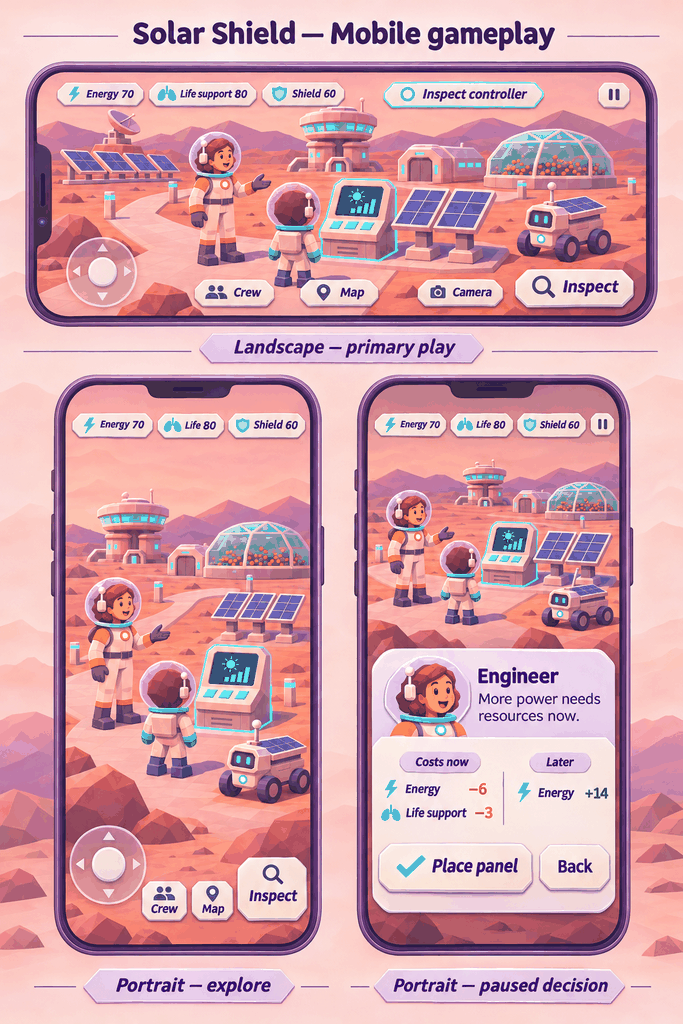 Solar Shield — Mobile gameplay
Energy 70
Life support 80
Shield 60
Inspect controller
Crew
Map
Camera
Inspect
Landscape — primary play
Energy 70
Life 80
Shield 60
Crew
Map
Inspect
Portrait — explore
Energy 70
Life 80
Shield 60
Engineer
More power needs
resources now.
Costs now
Energy −6
Life support −3
Later
Energy +14
Place panel
Back
Portrait — paused decision